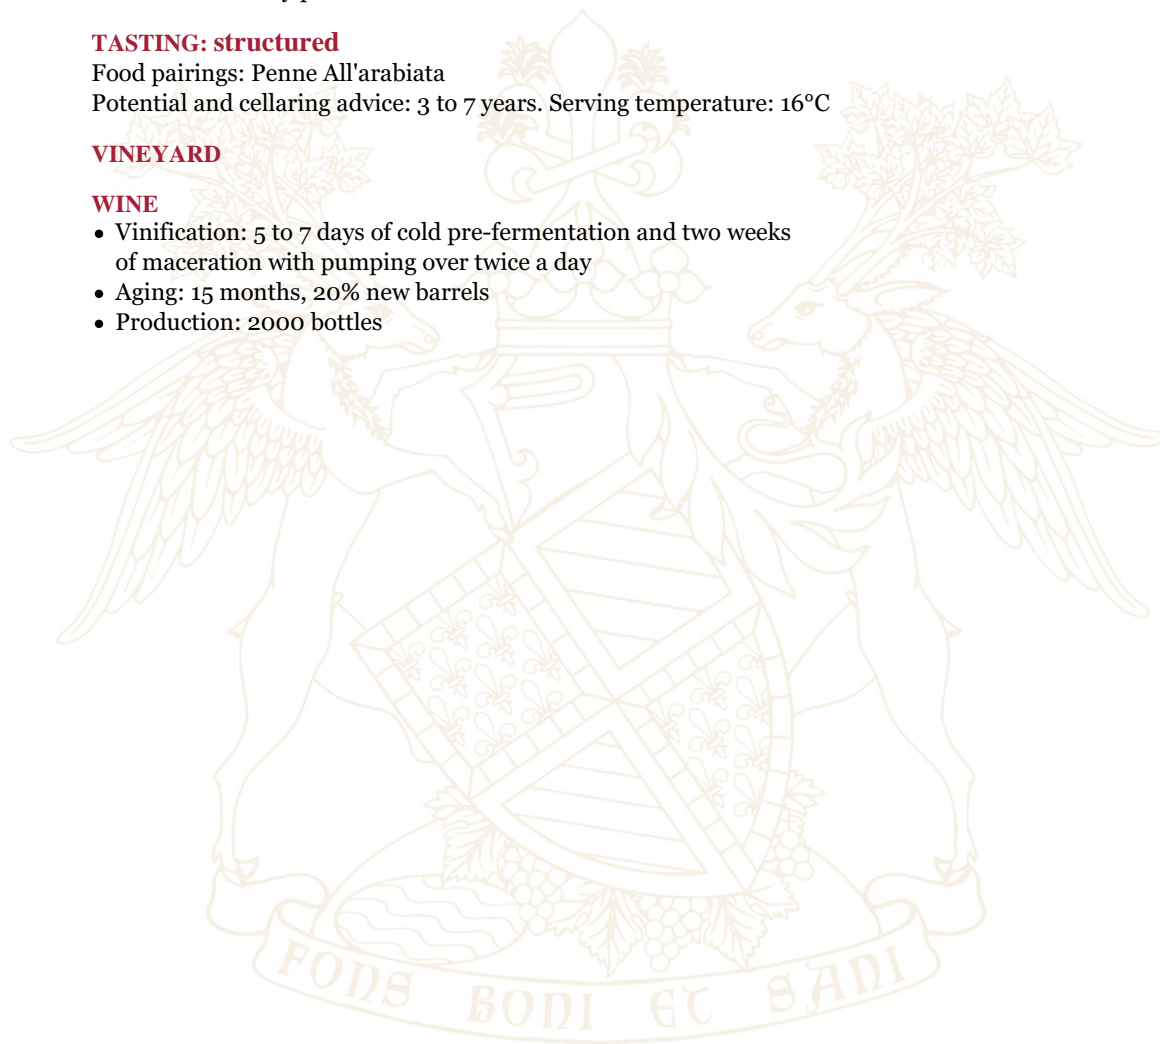 TASTING: structured
Food pairings: Penne All'arabiata
Potential and cellaring advice: 3 to 7 years. Serving temperature: 16°C
VINEYARD
WINE
• Vinification: 5 to 7 days of cold pre-fermentation and two weeks
of maceration with pumping over twice a day
• Aging: 15 months, 20% new barrels
• Production: 2000 bottles
FONS BONI ET SANI